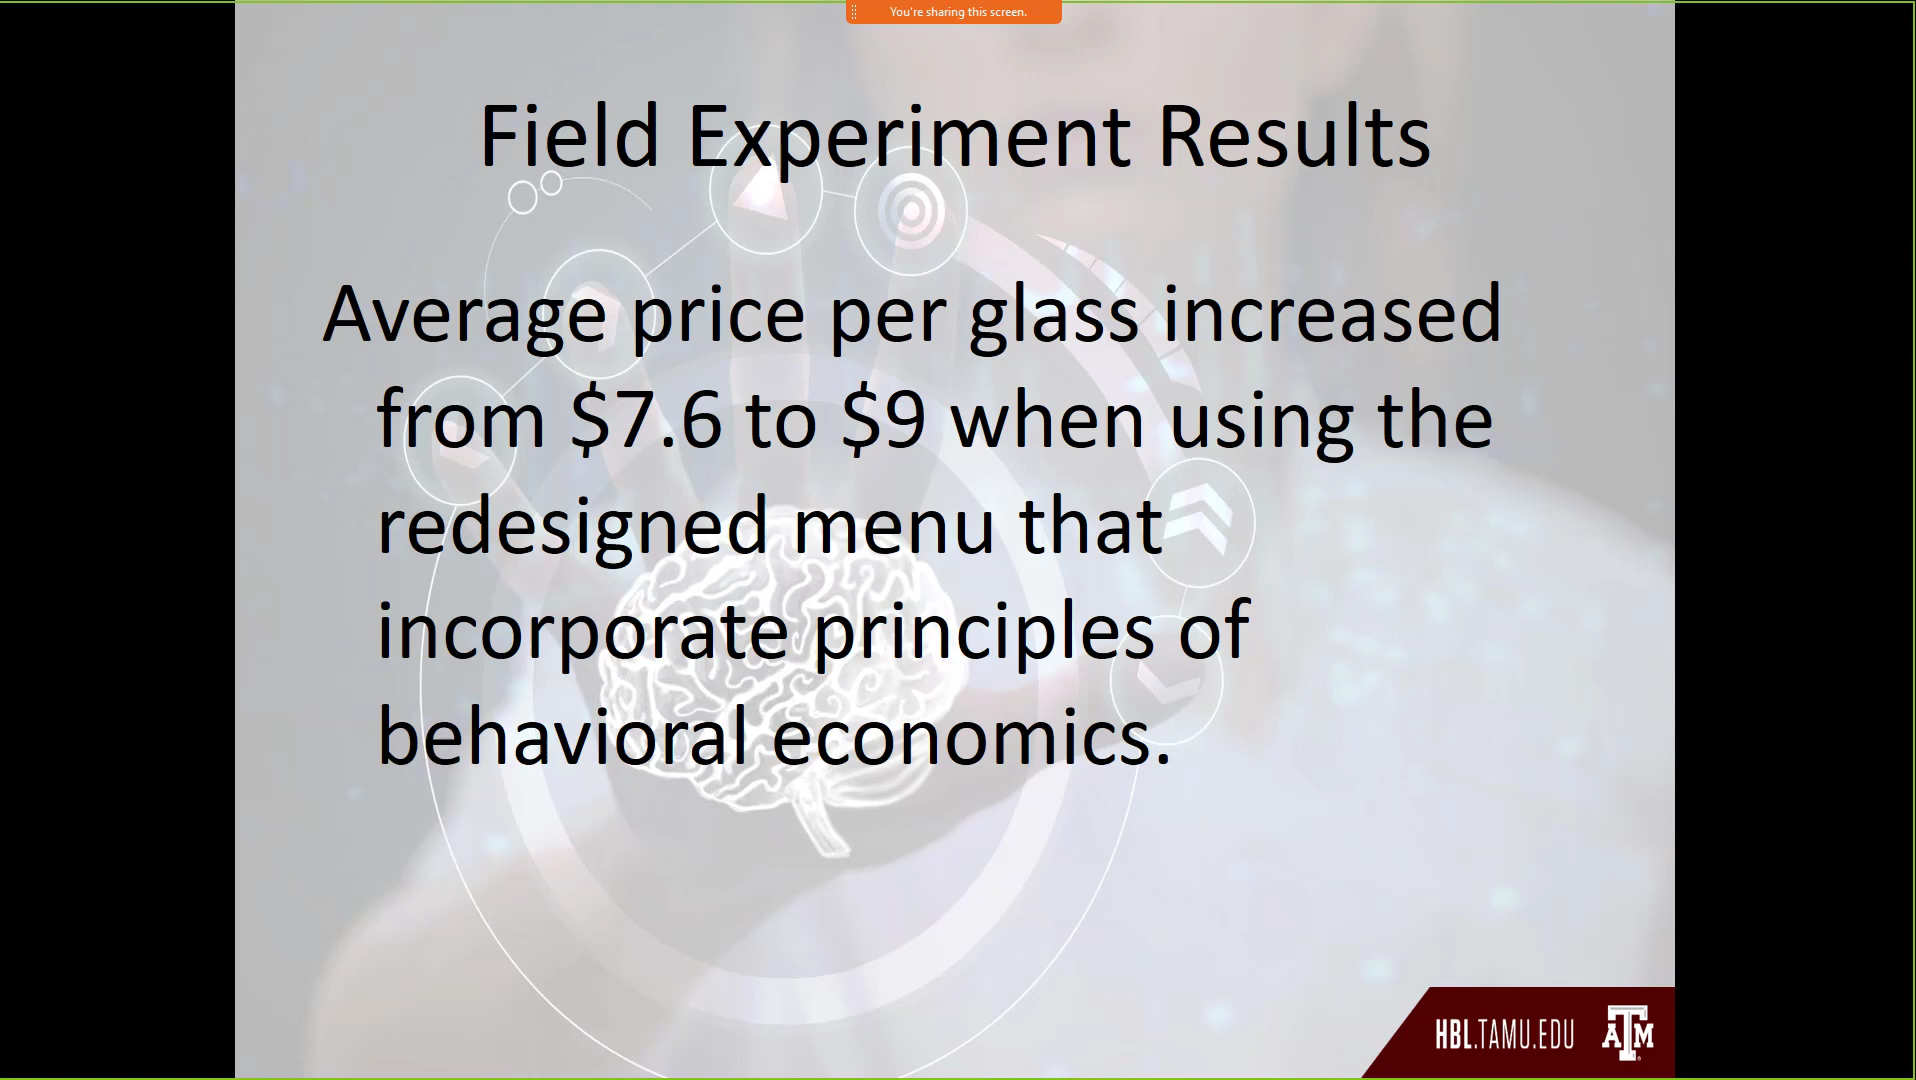 You're sharing this screen.
Field Experiment Results
Average price per glass increased
from $7.6 to $9 when using the
redesigned menu that
incorporate principles of
behavioral economics.
HBL.TAMU.EDU
ATM